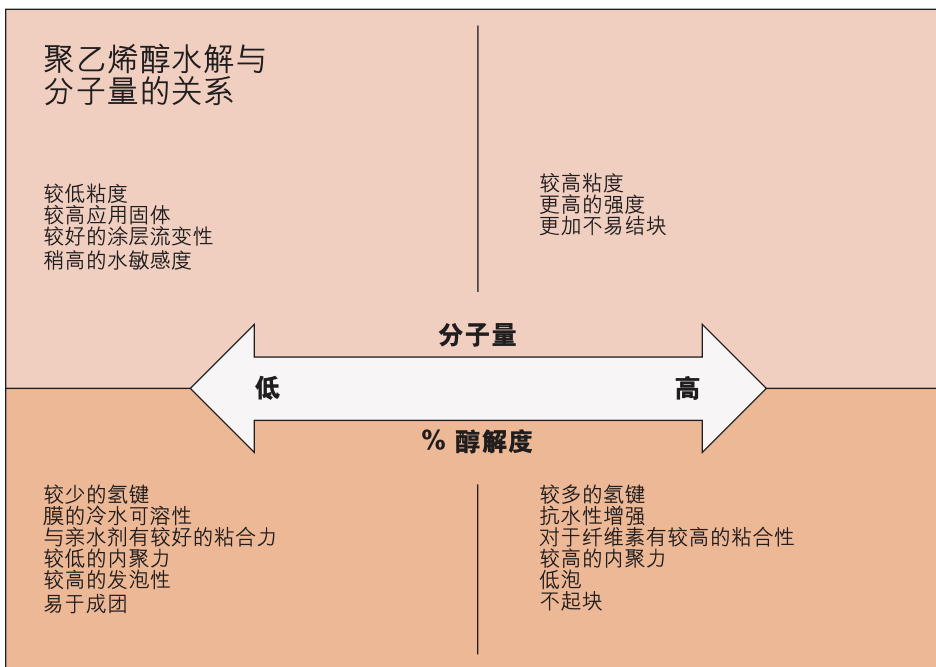 聚乙烯醇水解与
分子量的关系
较低粘度
较高应用固体
较好的涂层流变性
稍高的水敏感度
较高粘度
更高的强度
更加不易结块
分子量
低
高
% 醇解度
较少的氢键
膜的冷水可溶性
与亲水剂有较好的粘合力
较低的内聚力
较高的发泡性
易于成团
较多的氢键
抗水性增强
对于纤维素有较高的粘合性
较高的内聚力
低泡
不起块